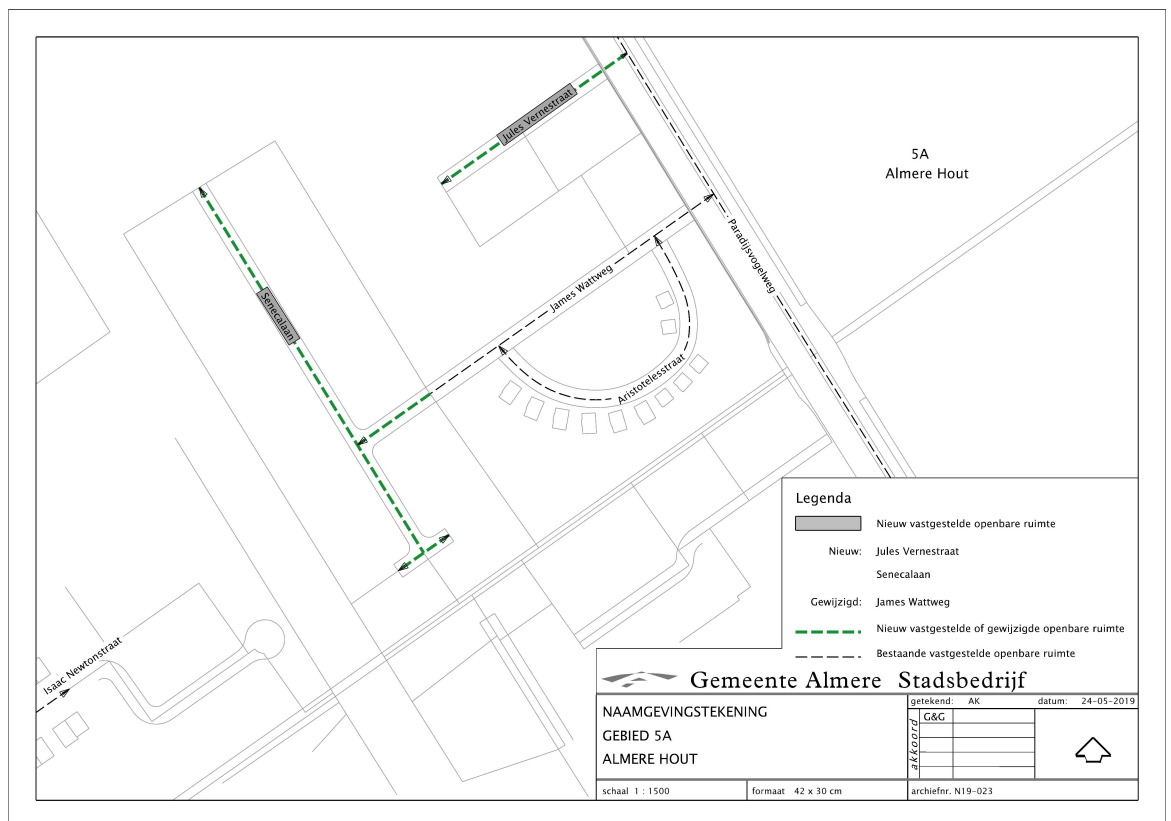 Jules Vernestraat
5A
Almere Hout
Paradijsvogelweg
James Wattweg
Senecalaan
Aristotelesstraat
Isaac Newtonstraat
Legenda
Nieuw vastgestelde openbare ruimte
Nieuw: Jules Vernestraat
Senecalaan
Gewijzigd: James Wattweg
Nieuw vastgestelde of gewijzigde openbare ruimte
Bestaande vastgestelde openbare ruimte
Gemeente Almere Stadsbedrijf
NAAMGEVINGSTEKENING
GEBIED 5A
ALMERE HOUT
getekend: AK datum: 24-05-2019
akkoord
G&G
schaal 1 : 1500 formaat 42 x 30 cm archiefnr. N19-023